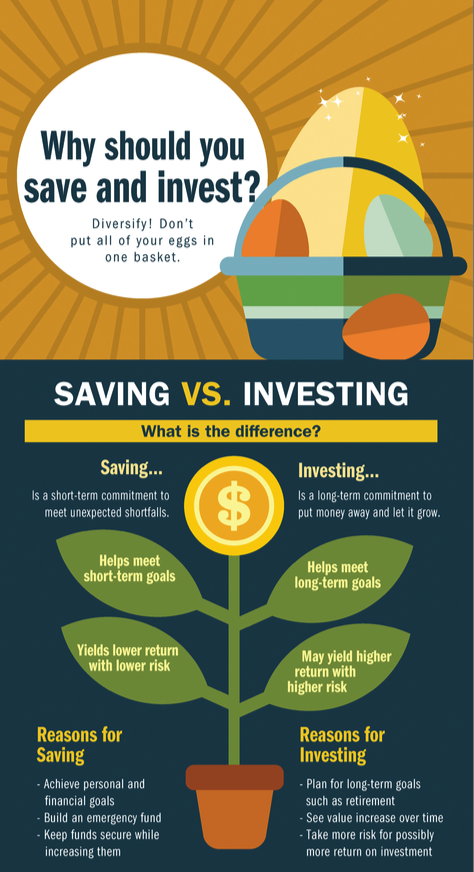 Why should you
save and invest?
Diversify! Don't
put all of your eggs in
one basket.
SAVING VS. INVESTING
What is the difference?
Saving...
Is a short-term commitment to
meet unexpected shortfalls.
Investing...
Is a long-term commitment to
put money away and let it grow.
$
Helps meet
short-term goals
Helps meet
long-term goals
Yields lower return
with lower risk
May yield higher
return with
higher risk
Reasons for
Saving
- Achieve personal and
financial goals
- Build an emergency fund
- Keep funds secure while
increasing them
Reasons for
Investing
- Plan for long-term goals
such as retirement
- See value increase over time
- Take more risk for possibly
more return on investment